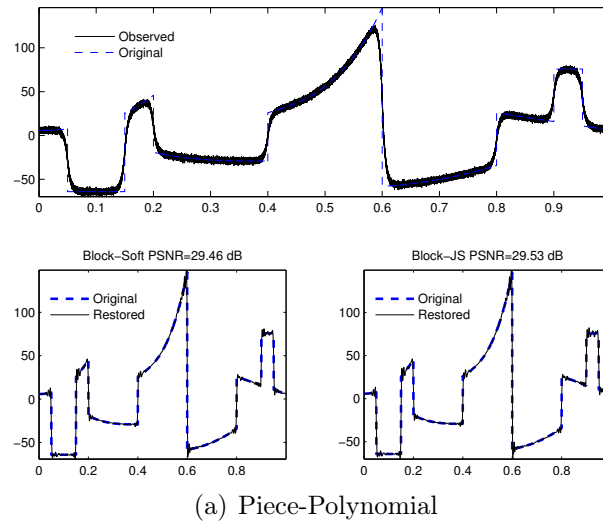 100
50
0
−50
Observed
Original
0 0.1 0.2 0.3 0.4 0.5 0.6 0.7 0.8 0.9
Block−Soft PSNR=29.46 dB
100
50
0
−50
Original
Restored
0 0.2 0.4 0.6 0.8
Block−JS PSNR=29.53 dB
100
50
0
−50
Original
Restored
0 0.2 0.4 0.6 0.8
(a) Piece-Polynomial